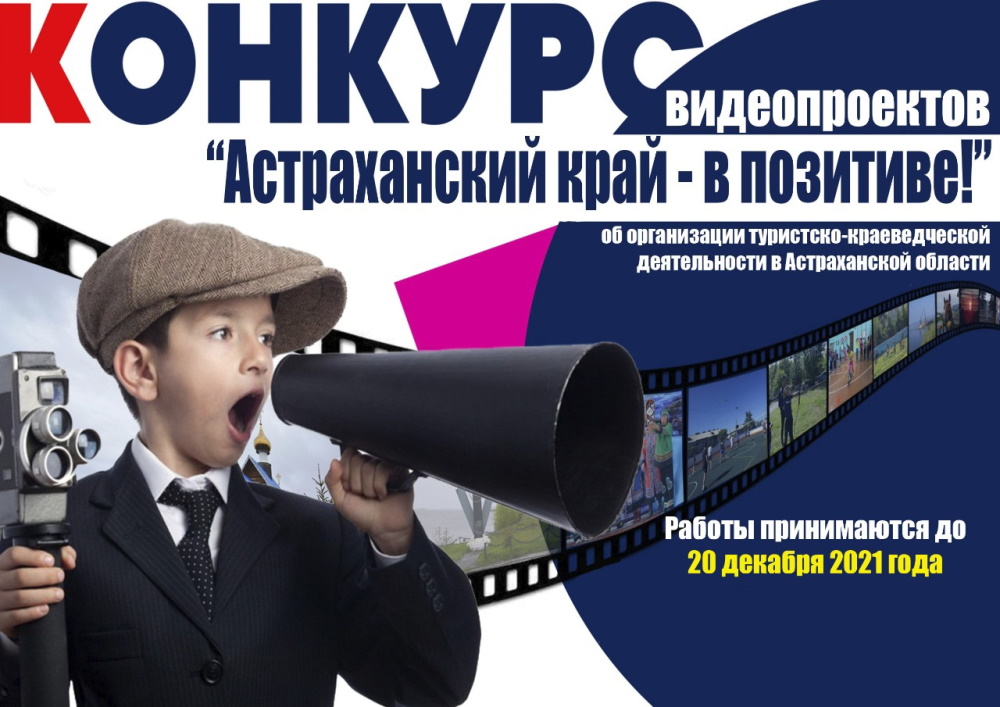 КОНКУРС
видеопроектов
“Астраханский край - в позитиве!”
об организации туристско-краеведческой
деятельности в Астраханской области
Работы принимаются до
20 декабря 2021 года